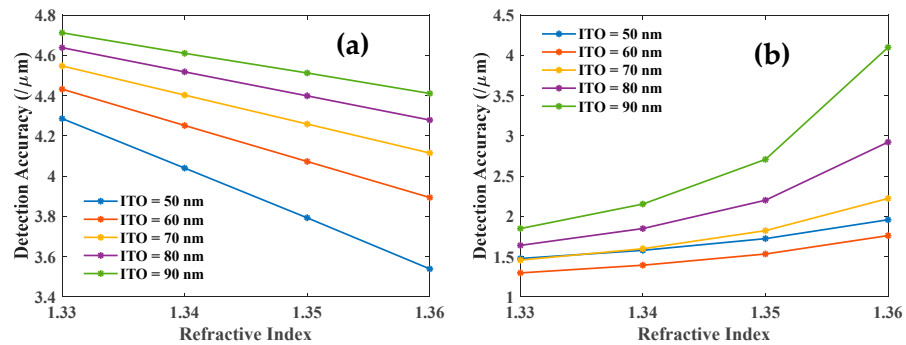 4.8
4.6
4.4
4.2
4
3.8
3.6
3.4
Detection Accuracy (/μm)
(a)
ITO = 50 nm
ITO = 60 nm
ITO = 70 nm
ITO = 80 nm
ITO = 90 nm
1.33 1.34 1.35 1.36
Refractive Index
4.5
4
3.5
3
2.5
2
1.5
1
Detection Accuracy (/μm)
ITO = 50 nm
ITO = 60 nm
ITO = 70 nm
ITO = 80 nm
ITO = 90 nm
(b)
1.33 1.34 1.35 1.36
Refractive Index